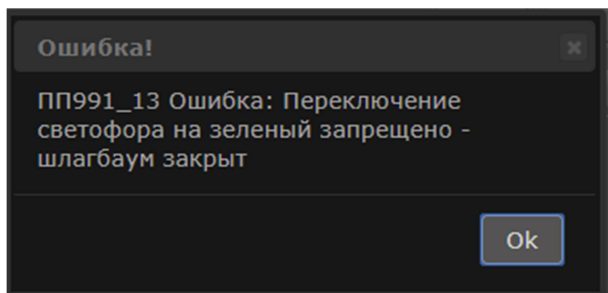 Ошибка!
ПП991_13 Ошибка: Переключение
светофора на зеленый запрещено -
шлагбаум закрыт
Ok